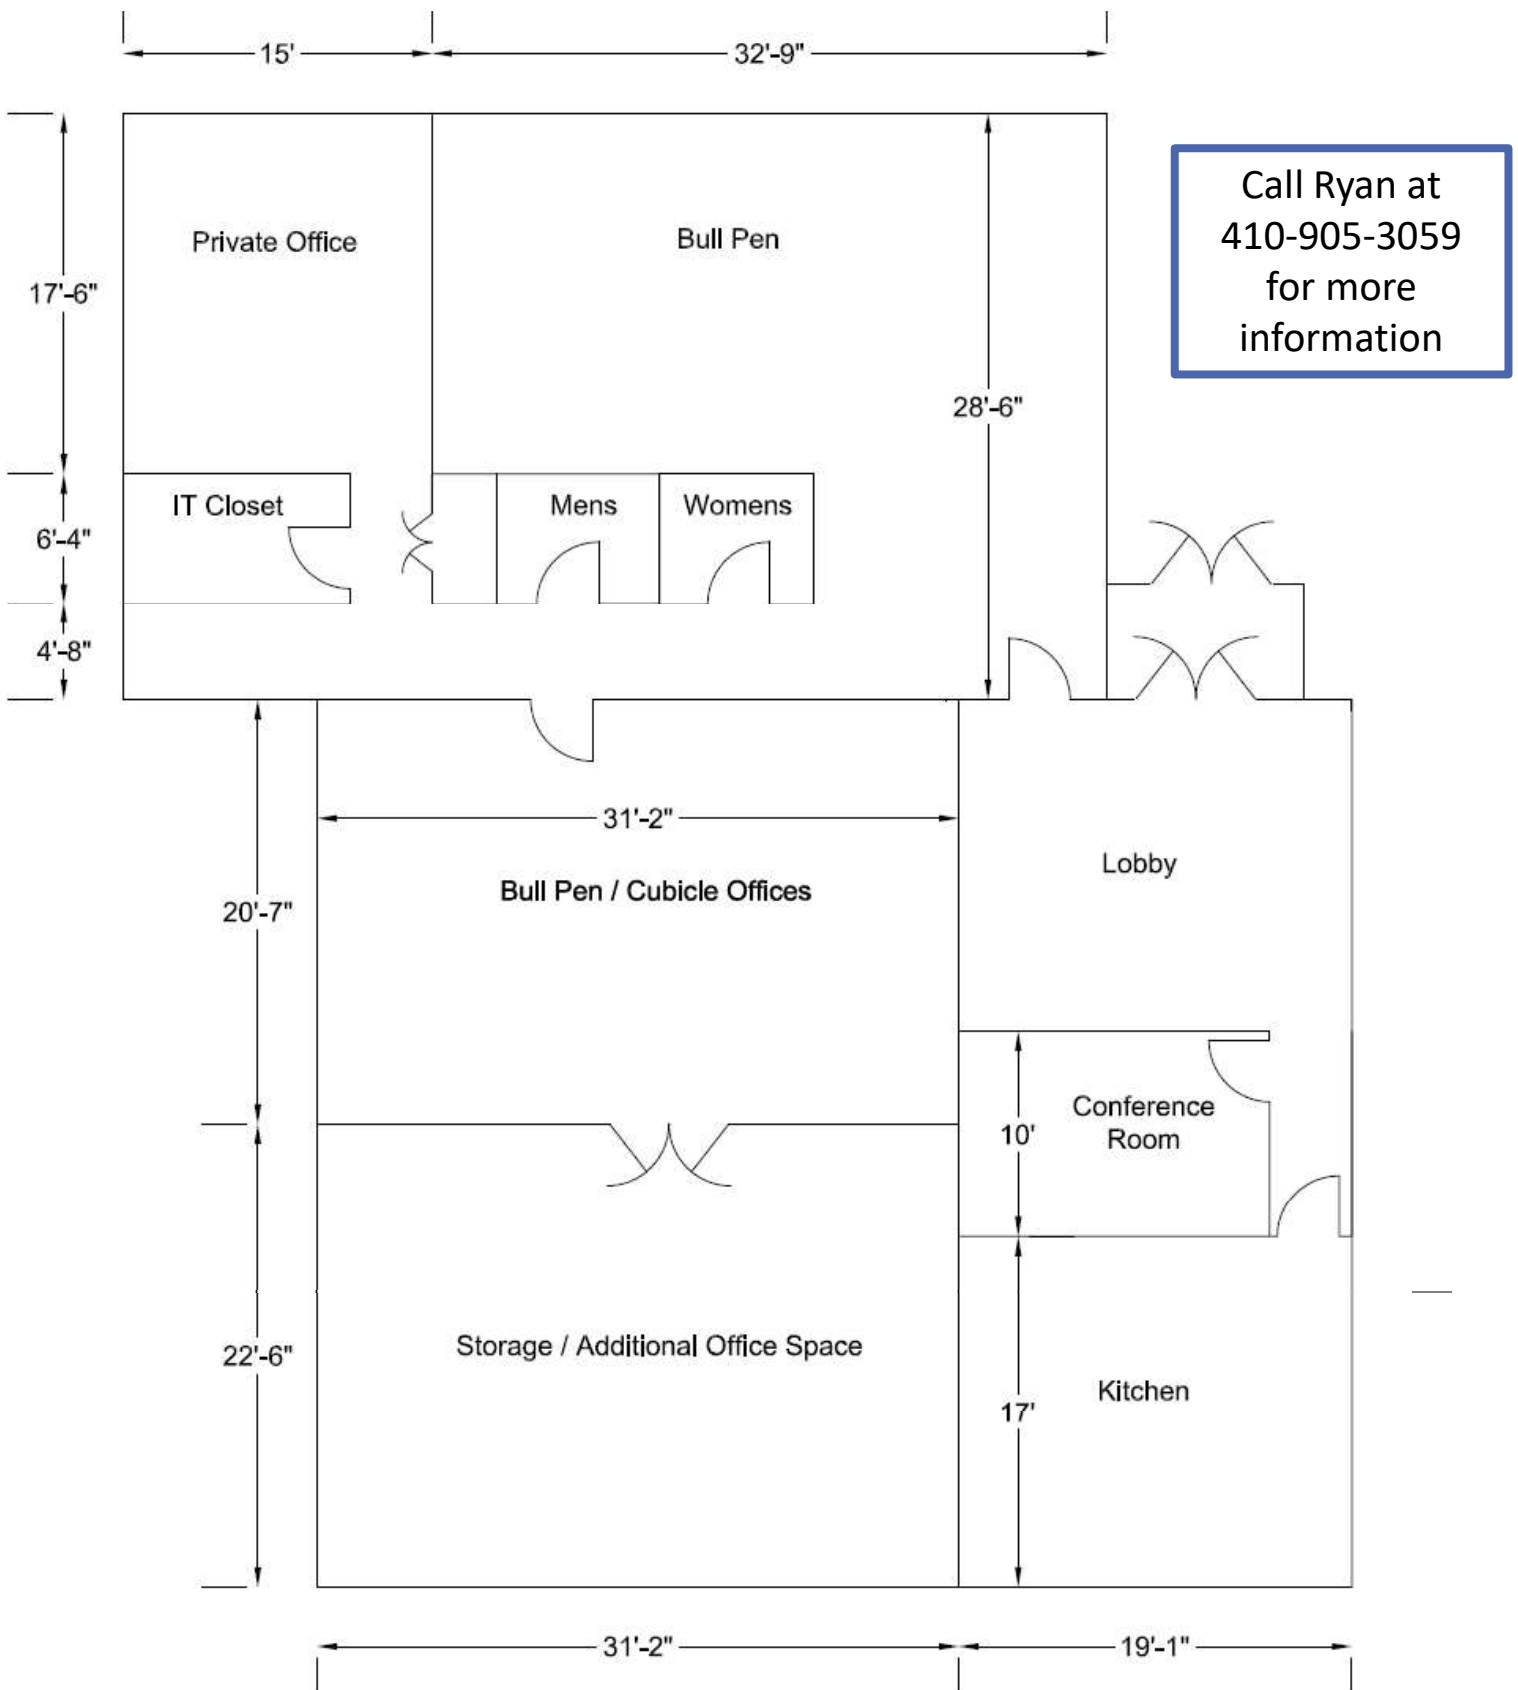 15'
32'-9"
Call Ryan at
410-905-3059
for more
information
Private Office
Bull Pen
17'-6"
28'-6"
IT Closet
Mens
Womens
6'-4"
4'-8"
31'-2"
Lobby
Bull Pen / Cubicle Offices
20'-7"
Conference
Room
10'
Storage / Additional Office Space
22'-6"
Kitchen
17'
31'-2"
19'-1"